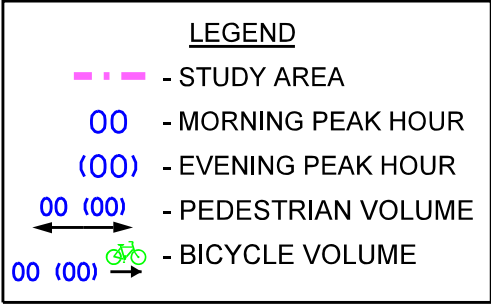 LEGEND
- STUDY AREA
00 - MORNING PEAK HOUR
(00) - EVENING PEAK HOUR
00 (00) - PEDESTRIAN VOLUME
00 (00) - BICYCLE VOLUME